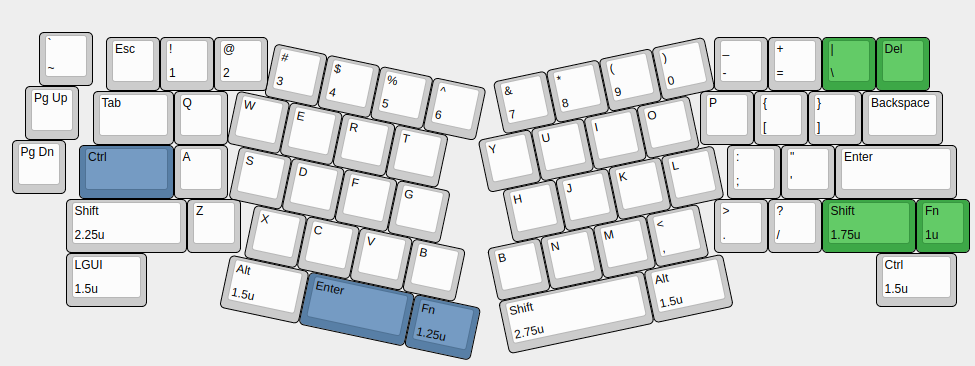 ` Esc ! @ # $ % ^ & * ( ) _ + | Del
~ 1 2 3 4 5 6 7 8 9 0 - = \
Pg Up Tab Q W E R T Y U I O P { } Backspace
[ ]
Pg Dn Ctrl A S D F G H J K L : " Enter
; '
Shift Z X C V B B N M < > ? Shift Fn
2.25u , . / 1.75u 1u
LGUI Alt Enter Fn Shift Alt Ctrl
1.5u 1.5u 1.25u 2.75u 1.5u 1.5u